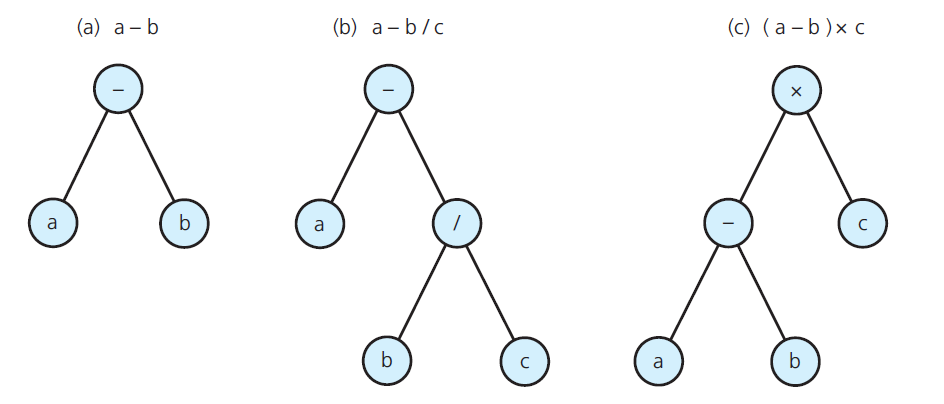 (a) a – b
(b) a – b / c
(c) ( a – b ) × c
–
–
×
a
b
a
/
–
c
b
c
a
b